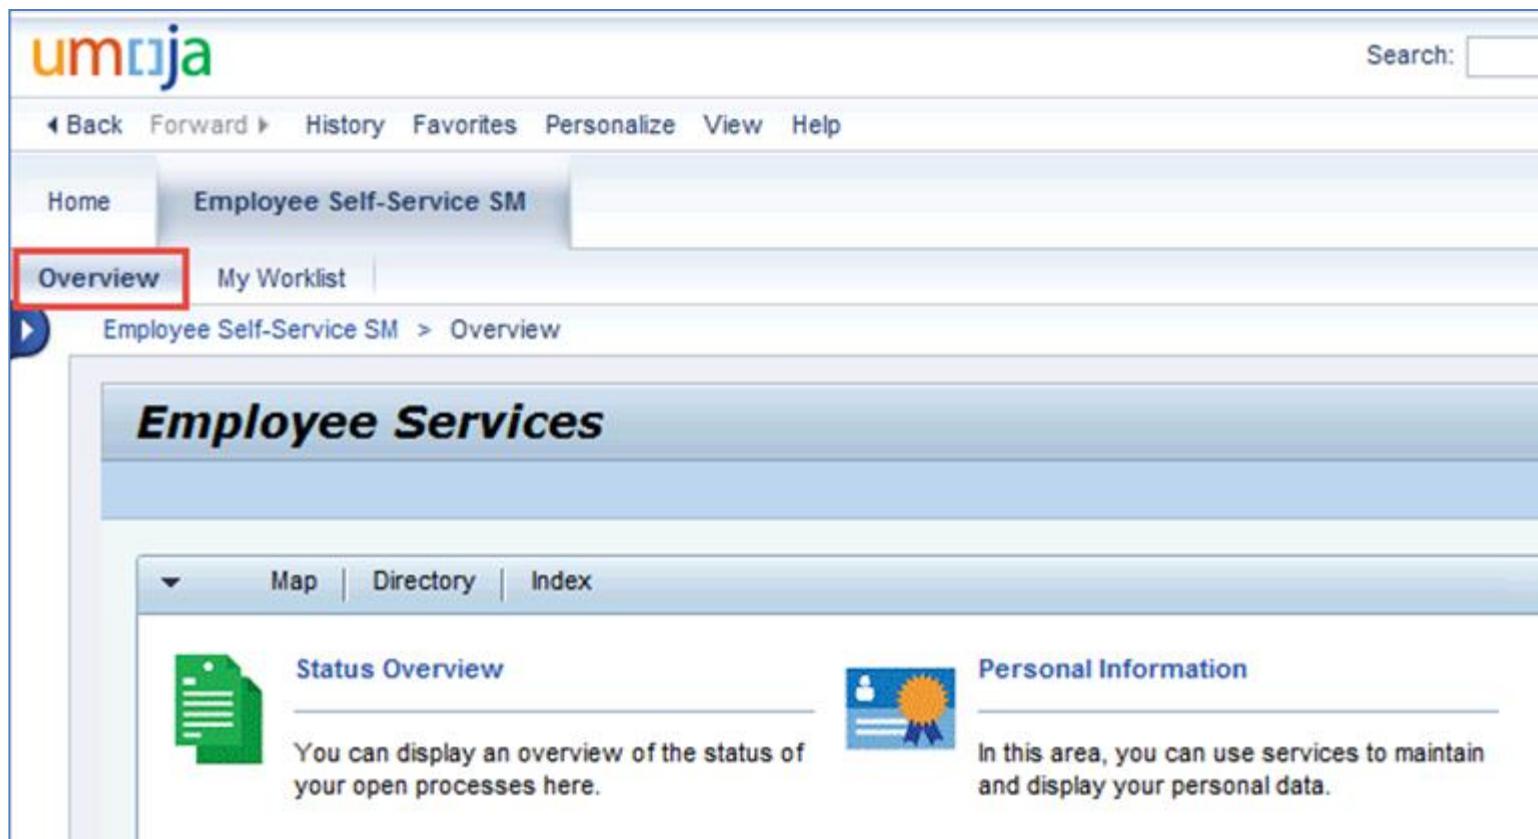 umoja
Search:
Back Forward History Favorites Personalize View Help
Home Employee Self-Service SM
Overview My Worklist
Employee Self-Service SM > Overview
Employee Services
Map Directory Index
Status Overview
You can display an overview of the status of
your open processes here.
Personal Information
In this area, you can use services to maintain
and display your personal data.